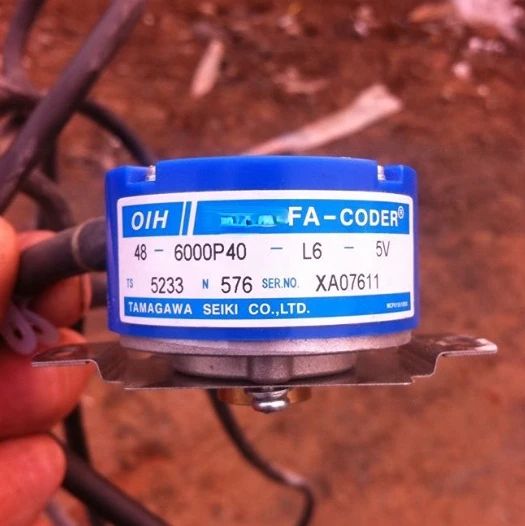 OIH FA-CODER®
48 - 6000P40 - L6 - 5V
TS 5233 N 576 SER.NO. XA07611
TAMAGAWA SEIKI CO.,LTD.